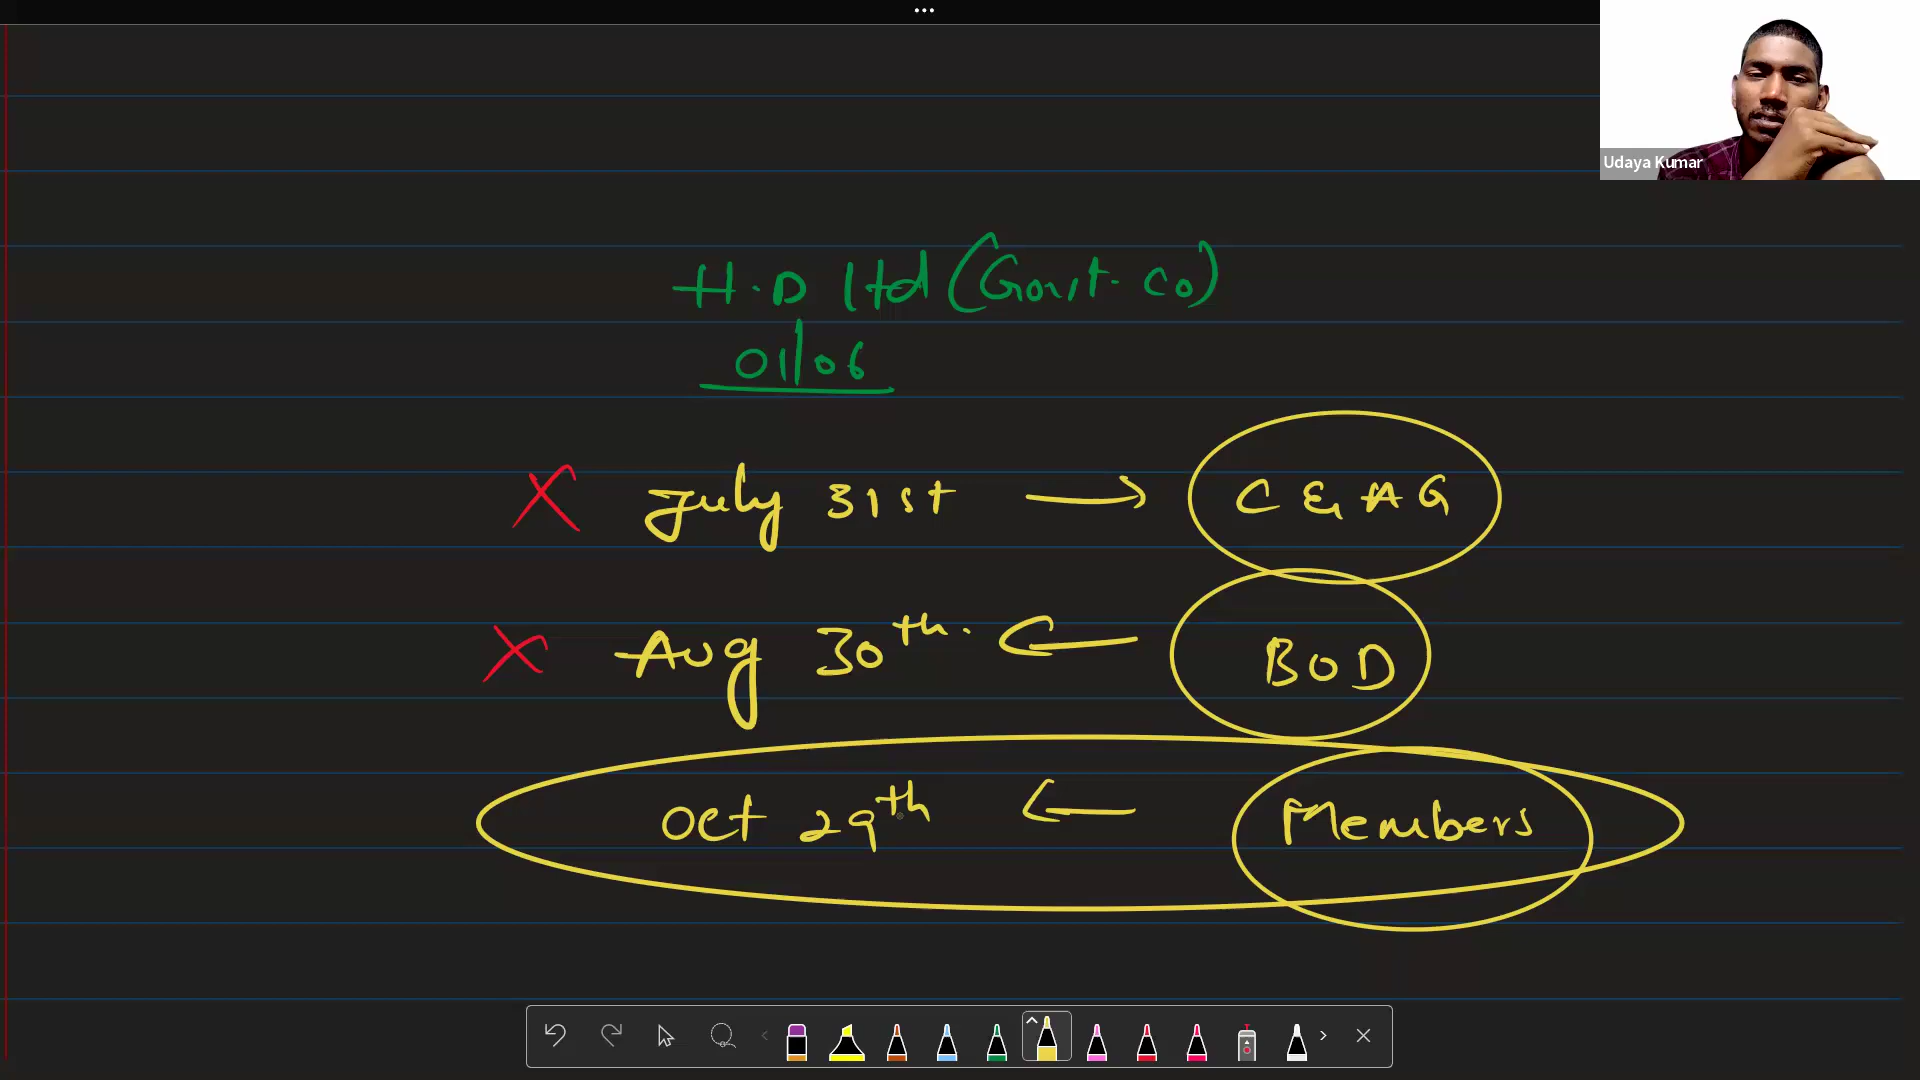 ...
Udaya Kumar
H.D ltd (Govt. Co)
01/06
X July 31st → C&AG
X Aug 30th. ← BOD
Oct 29th ← Members